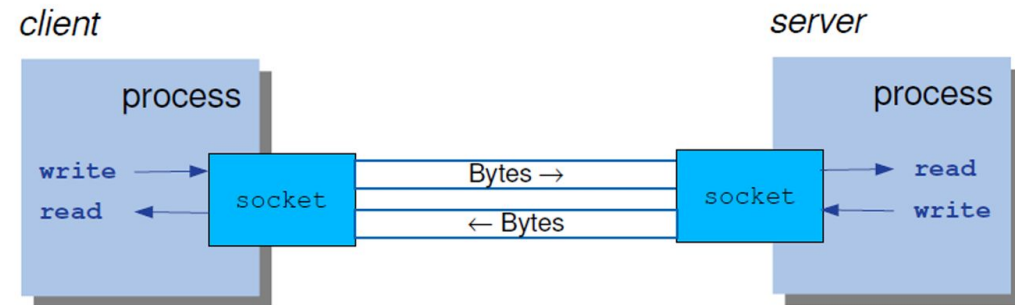 client
server
process
process
write
read
socket
Bytes →
← Bytes
socket
read
write